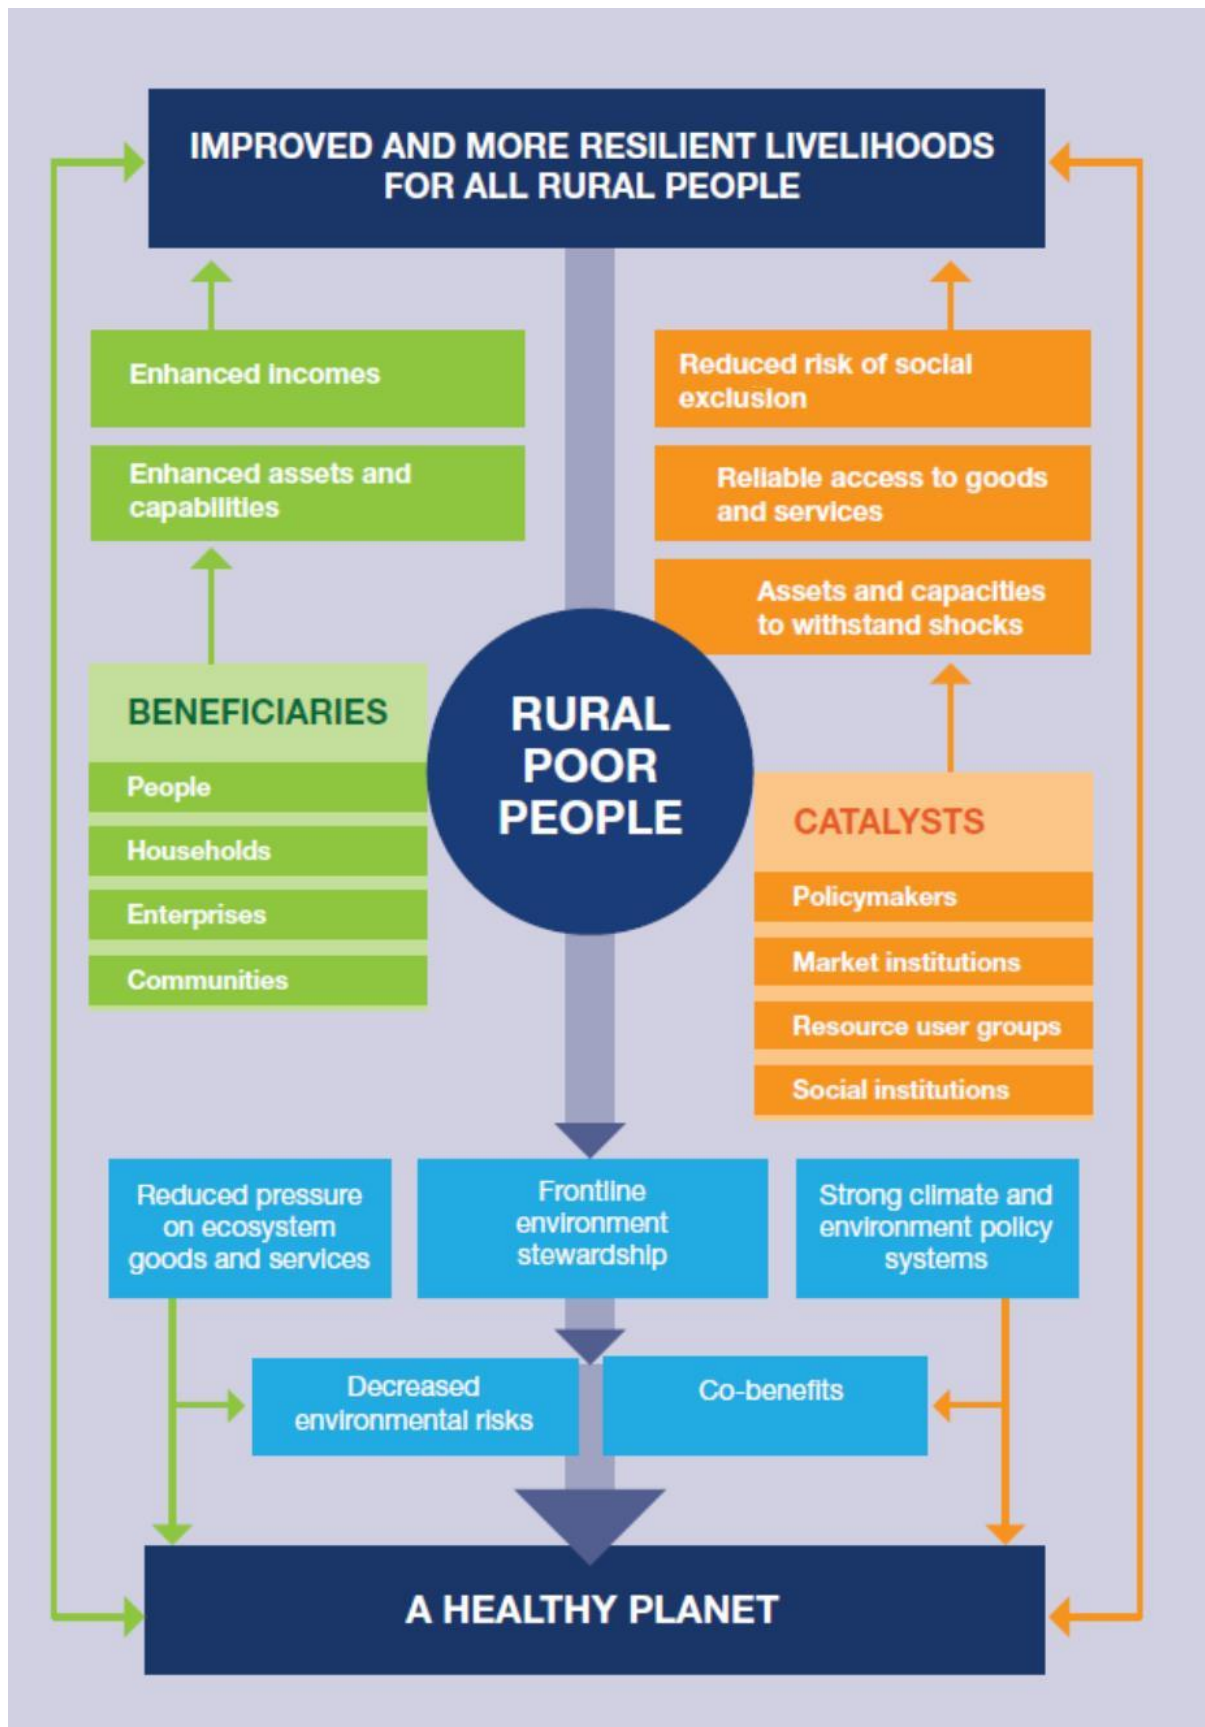 IMPROVED AND MORE RESILIENT LIVELIHOODS
FOR ALL RURAL PEOPLE
Enhanced incomes
Enhanced assets and
capabilities
Reduced risk of social
exclusion
Reliable access to goods
and services
Assets and capacities
to withstand shocks
BENEFICIARIES
People
Households
Enterprises
Communities
RURAL
POOR
PEOPLE
CATALYSTS
Policymakers
Market institutions
Resource user groups
Social institutions
Reduced pressure
on ecosystem
goods and services
Frontline
environment
stewardship
Strong climate and
environment policy
systems
Decreased
environmental risks
Co-benefits
A HEALTHY PLANET